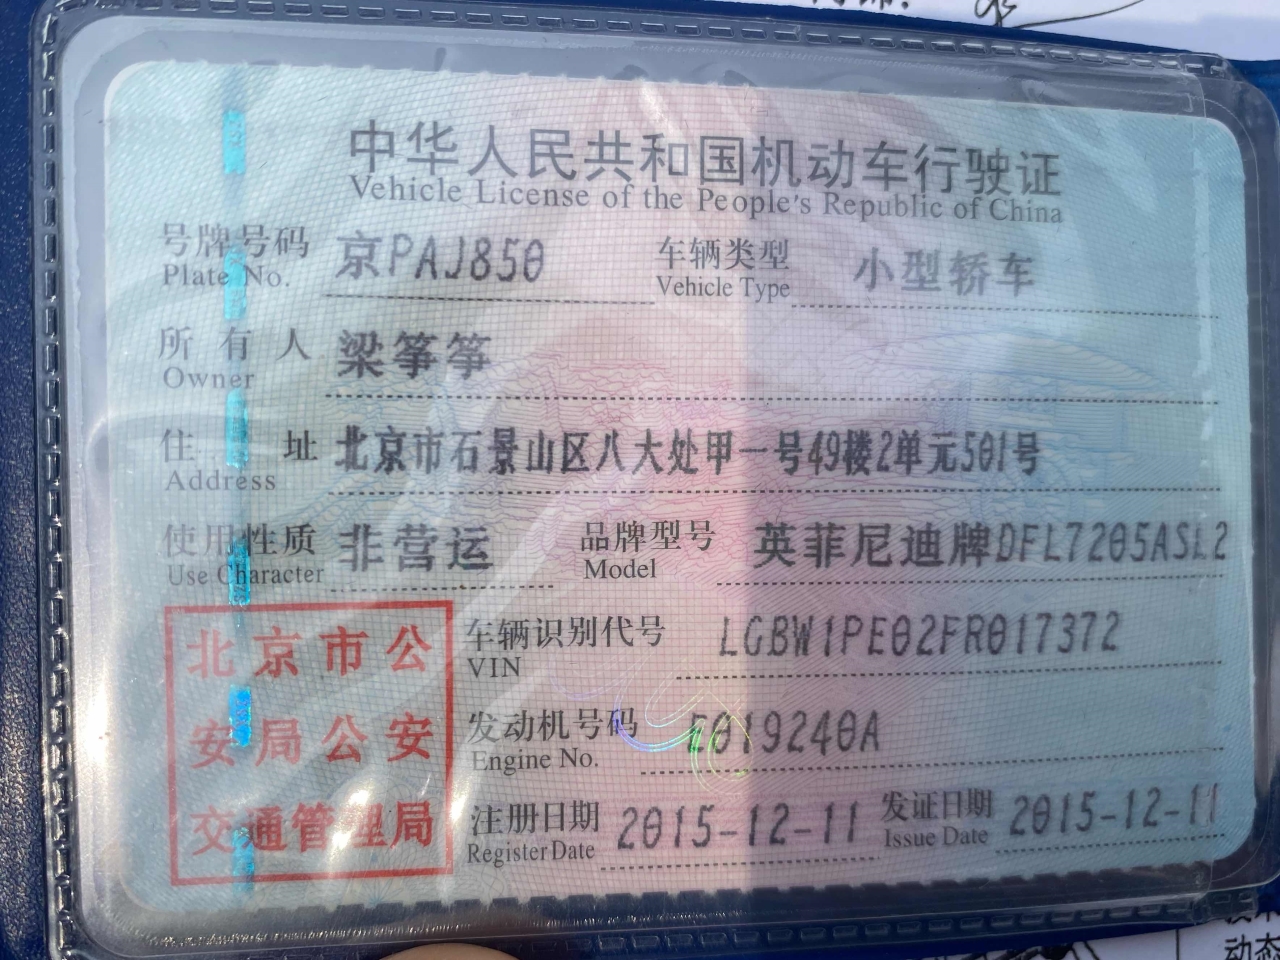 中华人民共和国机动车行驶证
Vehicle License of the People's Republic of China
号牌号码 京PAJ850 车辆类型 小型轿车
Plate No. Vehicle Type
所有人 梁筝筝
Owner
住址 北京市石景山区八大处甲一号49楼2单元501号
Address
使用性质 非营运 品牌型号 英菲尼迪牌DFL7205ASL2
Use Character Model
北京市公
安局公安
交通管理局
车辆识别代号 LGBW1PE02FR017372
VIN
发动机号码 E019240A
Engine No.
注册日期 2015-12-11 发证日期 2015-12-11
Register Date Issue Date
动态